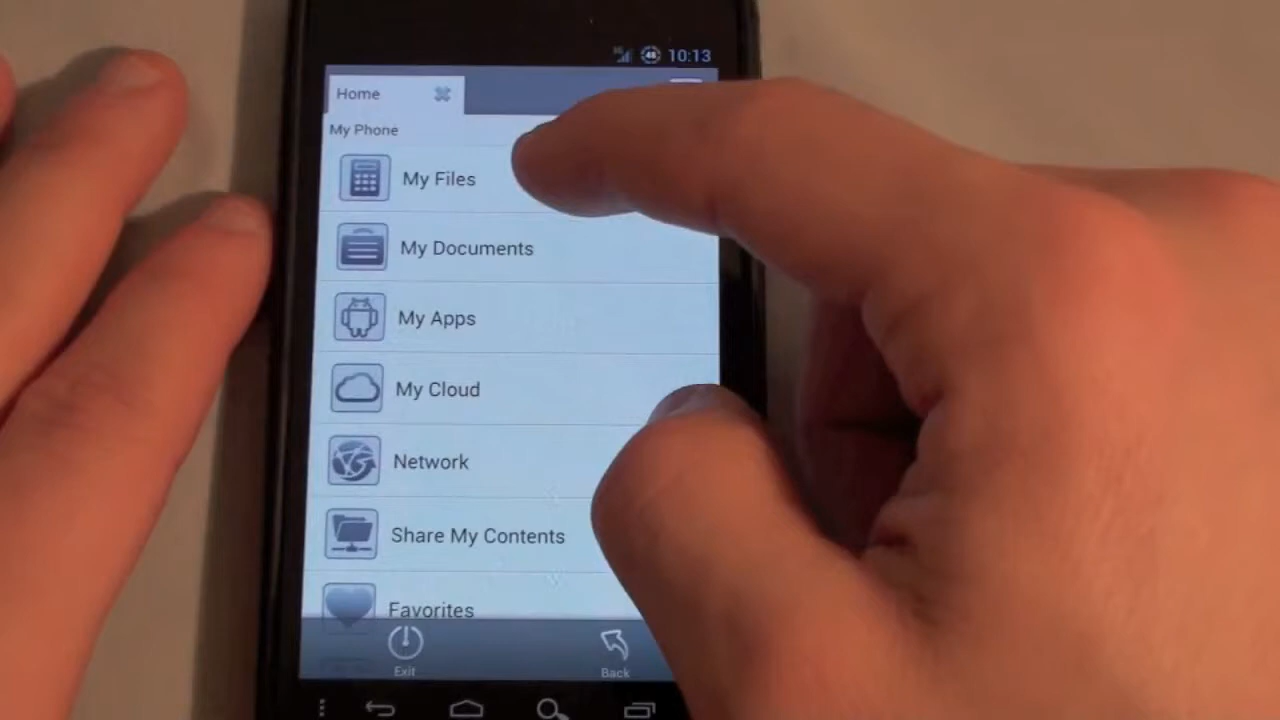 10:13
Home
My Phone
My Files
My Documents
My Apps
My Cloud
Network
Share My Contents
Favorites
Exit
Back